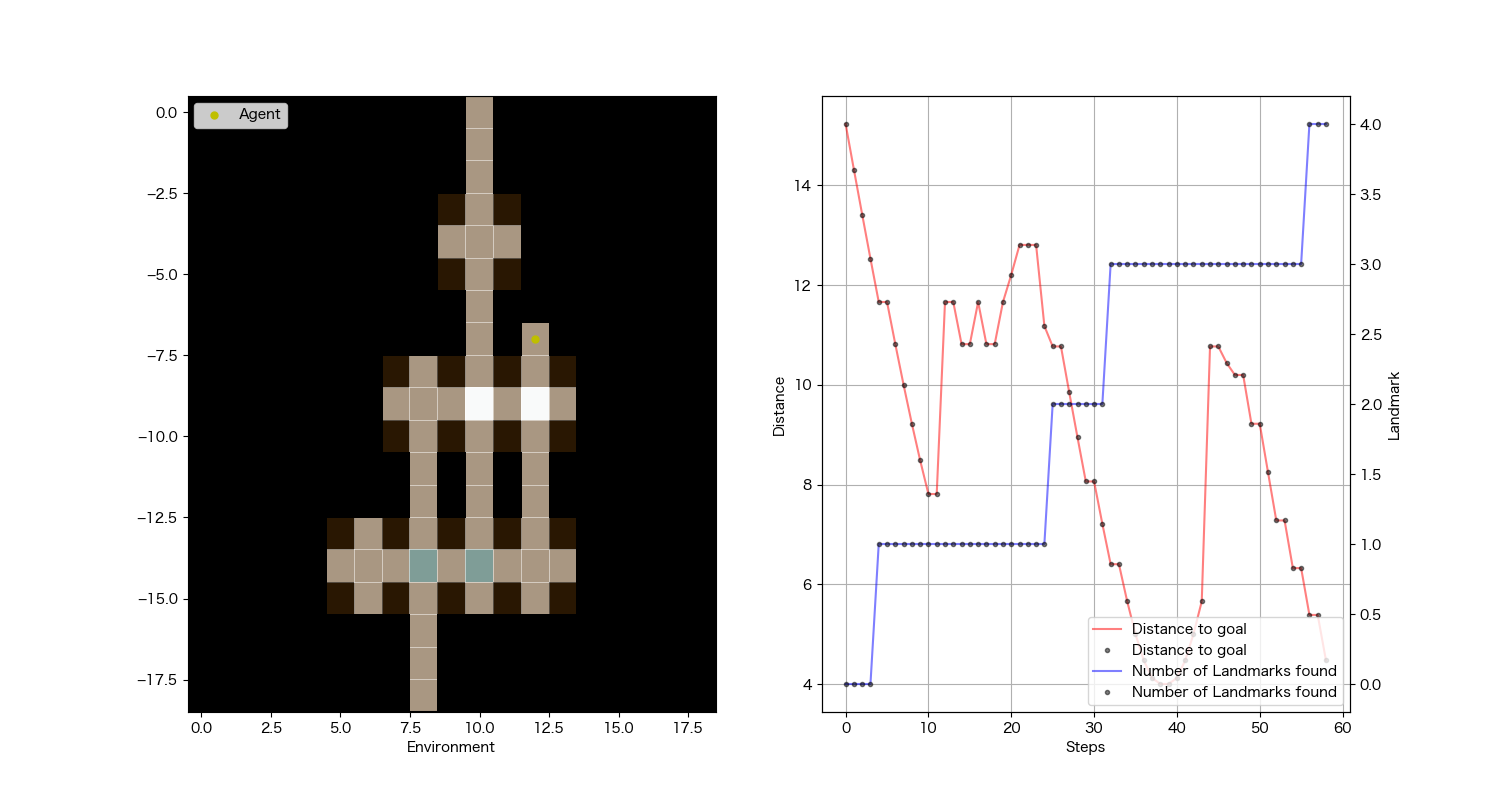 Agent
0.0
−2.5
−5.0
−7.5
−10.0
−12.5
−15.0
−17.5
0.0 2.5 5.0 7.5 10.0 12.5 15.0 17.5
Environment
Distance
14
12
10
8
6
4
0 10 20 30 40 50 60
Steps
4.0
3.5
3.0
2.5
2.0
1.5
1.0
0.5
0.0
Landmark
Distance to goal
Distance to goal
Number of Landmarks found
Number of Landmarks found